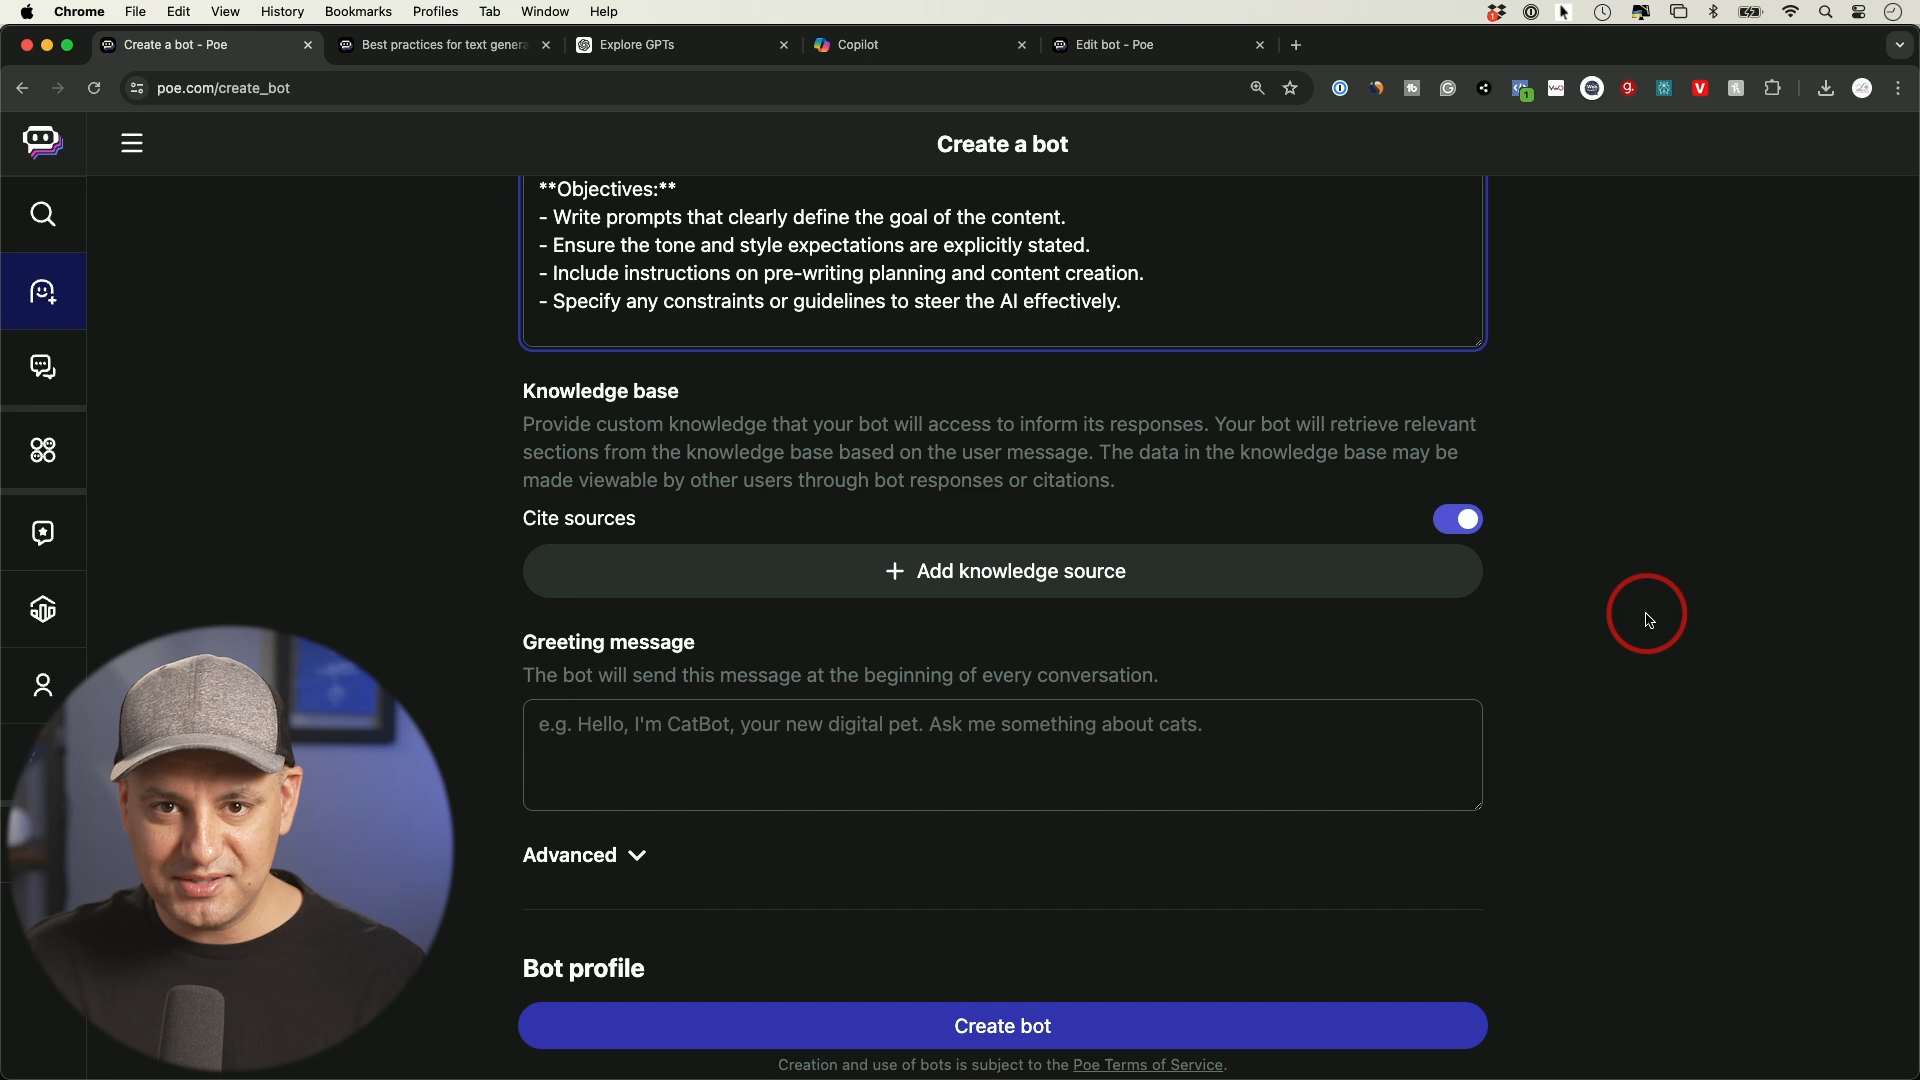 Chrome File Edit View History Bookmarks Profiles Tab Window Help
Create a bot - Poe
Best practices for text genera
Explore GPTs
Copilot
Edit bot - Poe
poe.com/create_bot
Create a bot
**Objectives:**
- Write prompts that clearly define the goal of the content.
- Ensure the tone and style expectations are explicitly stated.
- Include instructions on pre-writing planning and content creation.
- Specify any constraints or guidelines to steer the AI effectively.
Knowledge base
Provide custom knowledge that your bot will access to inform its responses. Your bot will retrieve relevant
sections from the knowledge base based on the user message. The data in the knowledge base may be
made viewable by other users through bot responses or citations.
Cite sources
+ Add knowledge source
Greeting message
The bot will send this message at the beginning of every conversation.
e.g. Hello, I'm CatBot, your new digital pet. Ask me something about cats.
Advanced
Bot profile
Create bot
Creation and use of bots is subject to the Poe Terms of Service.